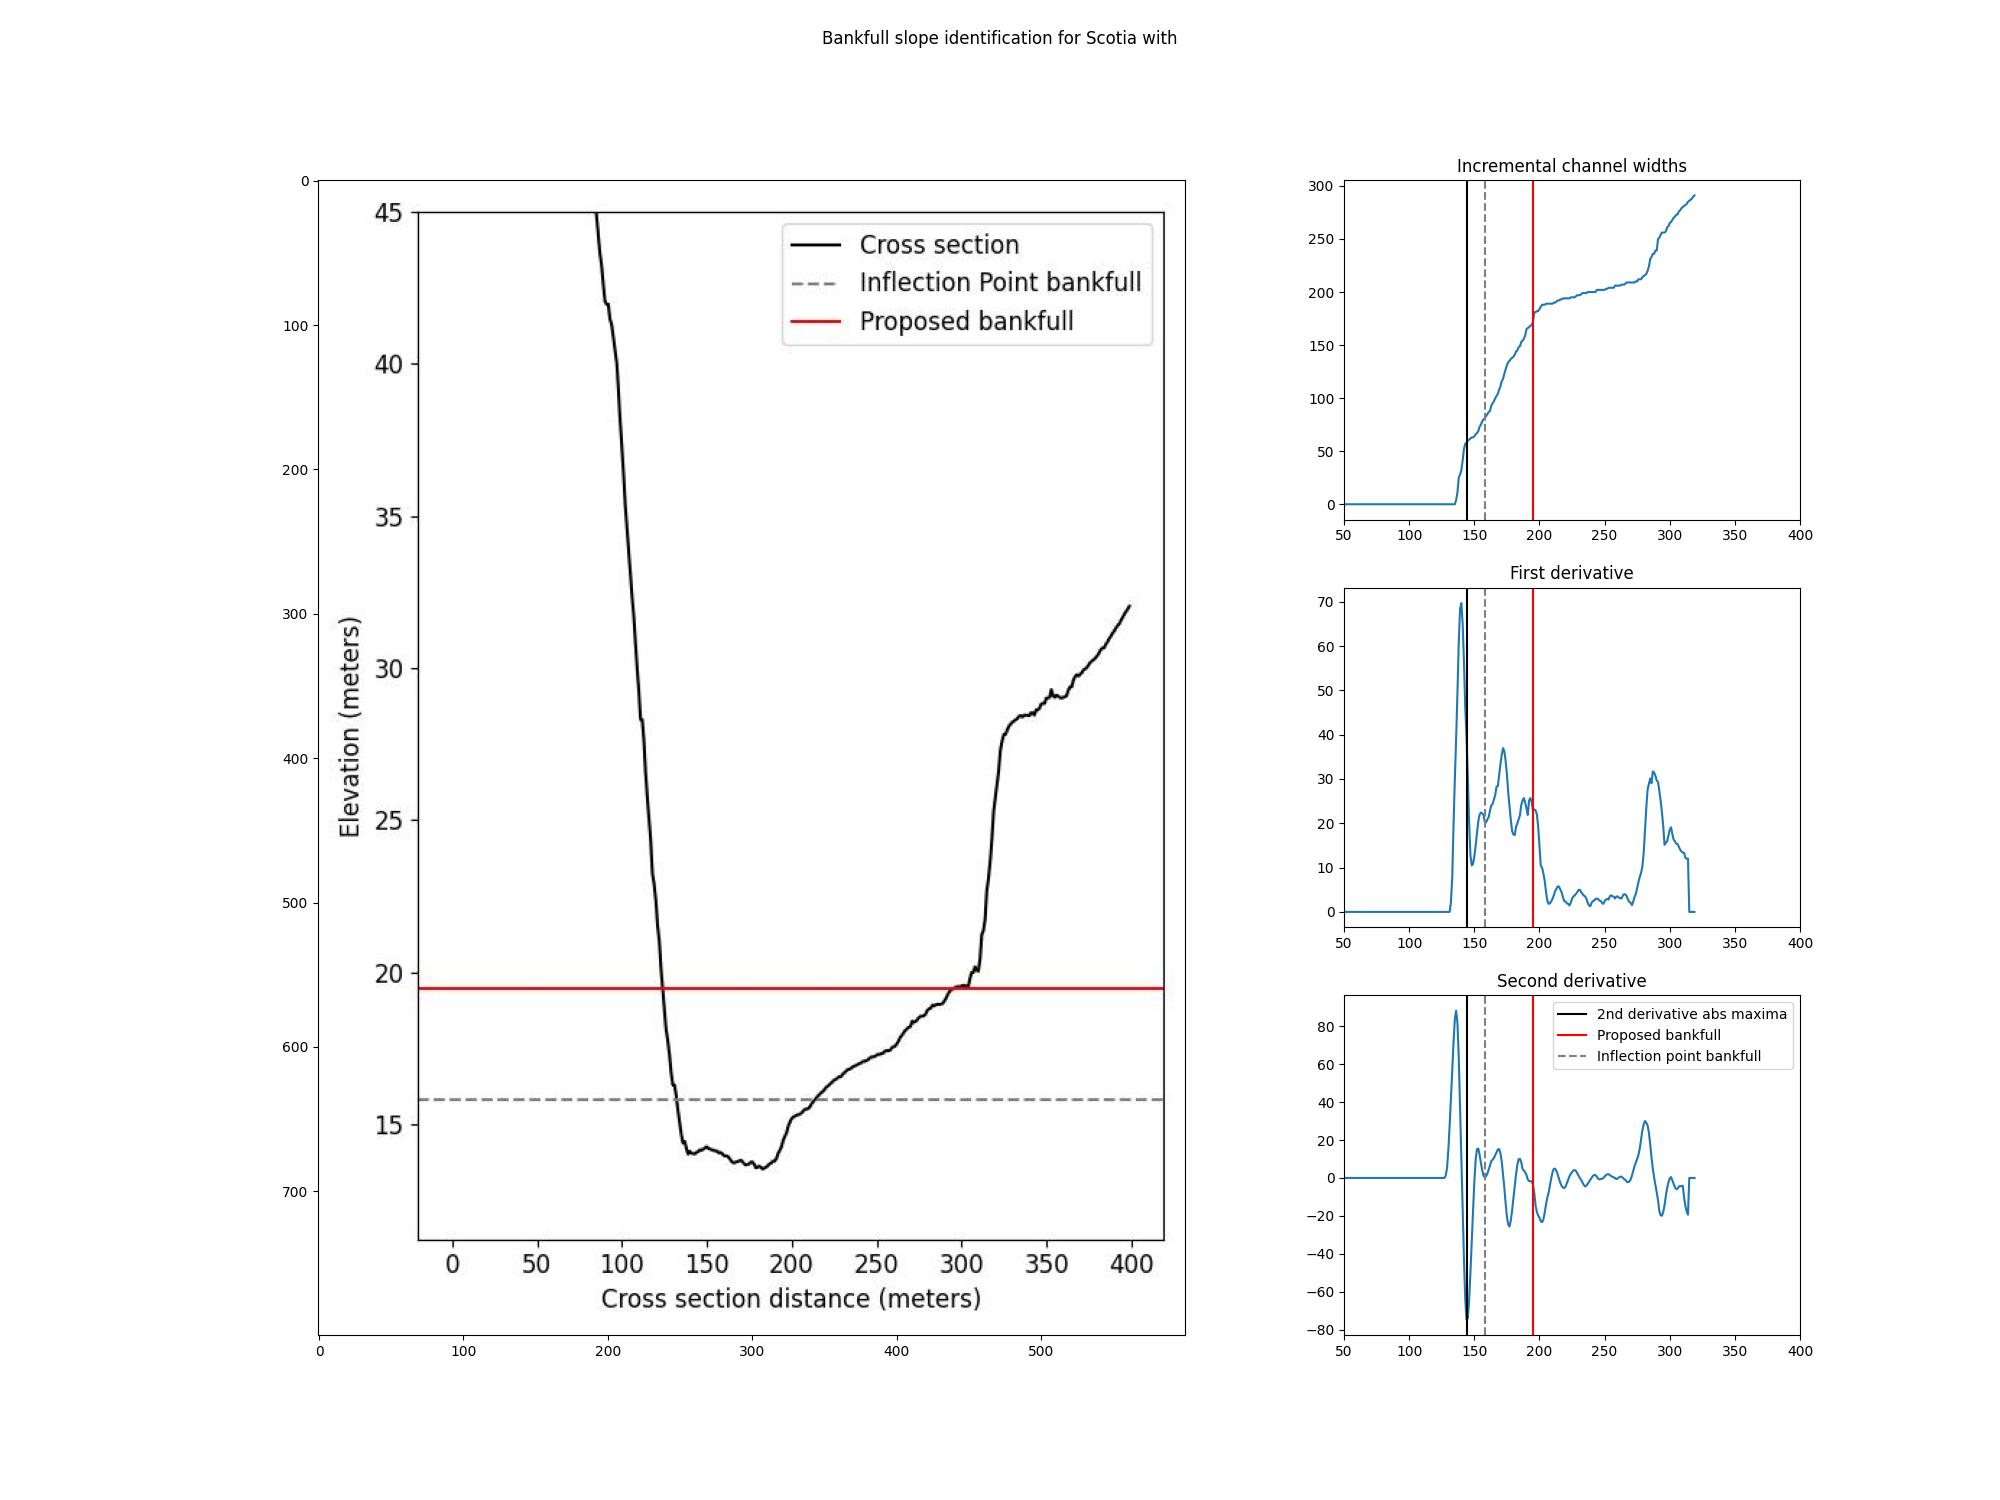 Bankfull slope identification for Scotia with
0
100
200
300
400
500
600
700
0
100
200
300
400
500
45
40
35
30
25
20
15
Elevation (meters)
Cross section
Inflection Point bankfull
Proposed bankfull
0 50 100 150 200 250 300 350 400
Cross section distance (meters)
Incremental channel widths
300
250
200
150
100
50
0
50 100 150 200 250 300 350 400
First derivative
70
60
50
40
30
20
10
0
50 100 150 200 250 300 350 400
Second derivative
2nd derivative abs maxima
Proposed bankfull
Inflection point bankfull
80
60
40
20
0
−20
−40
−60
−80
50 100 150 200 250 300 350 400